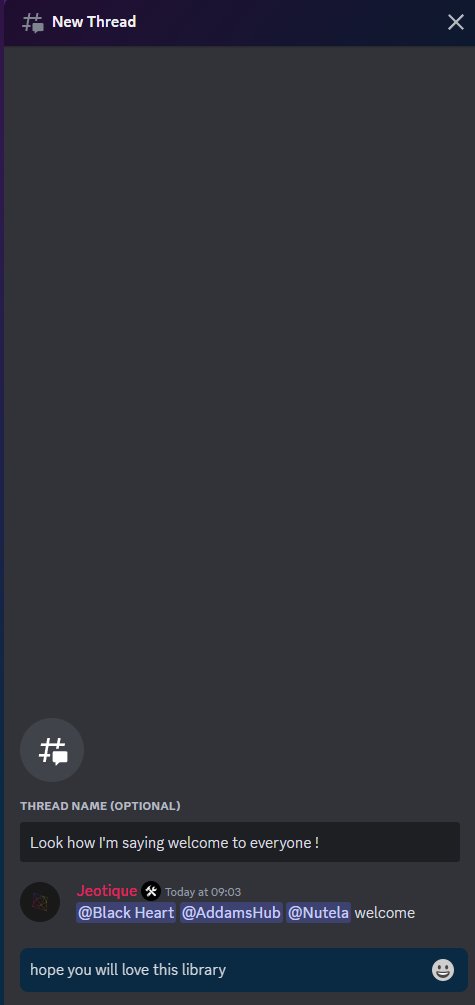 New Thread
THREAD NAME (OPTIONAL)
Look how I'm saying welcome to everyone !
Jeotique Today at 09:03
@Black Heart @AddamsHub @Nutela welcome
hope you will love this library